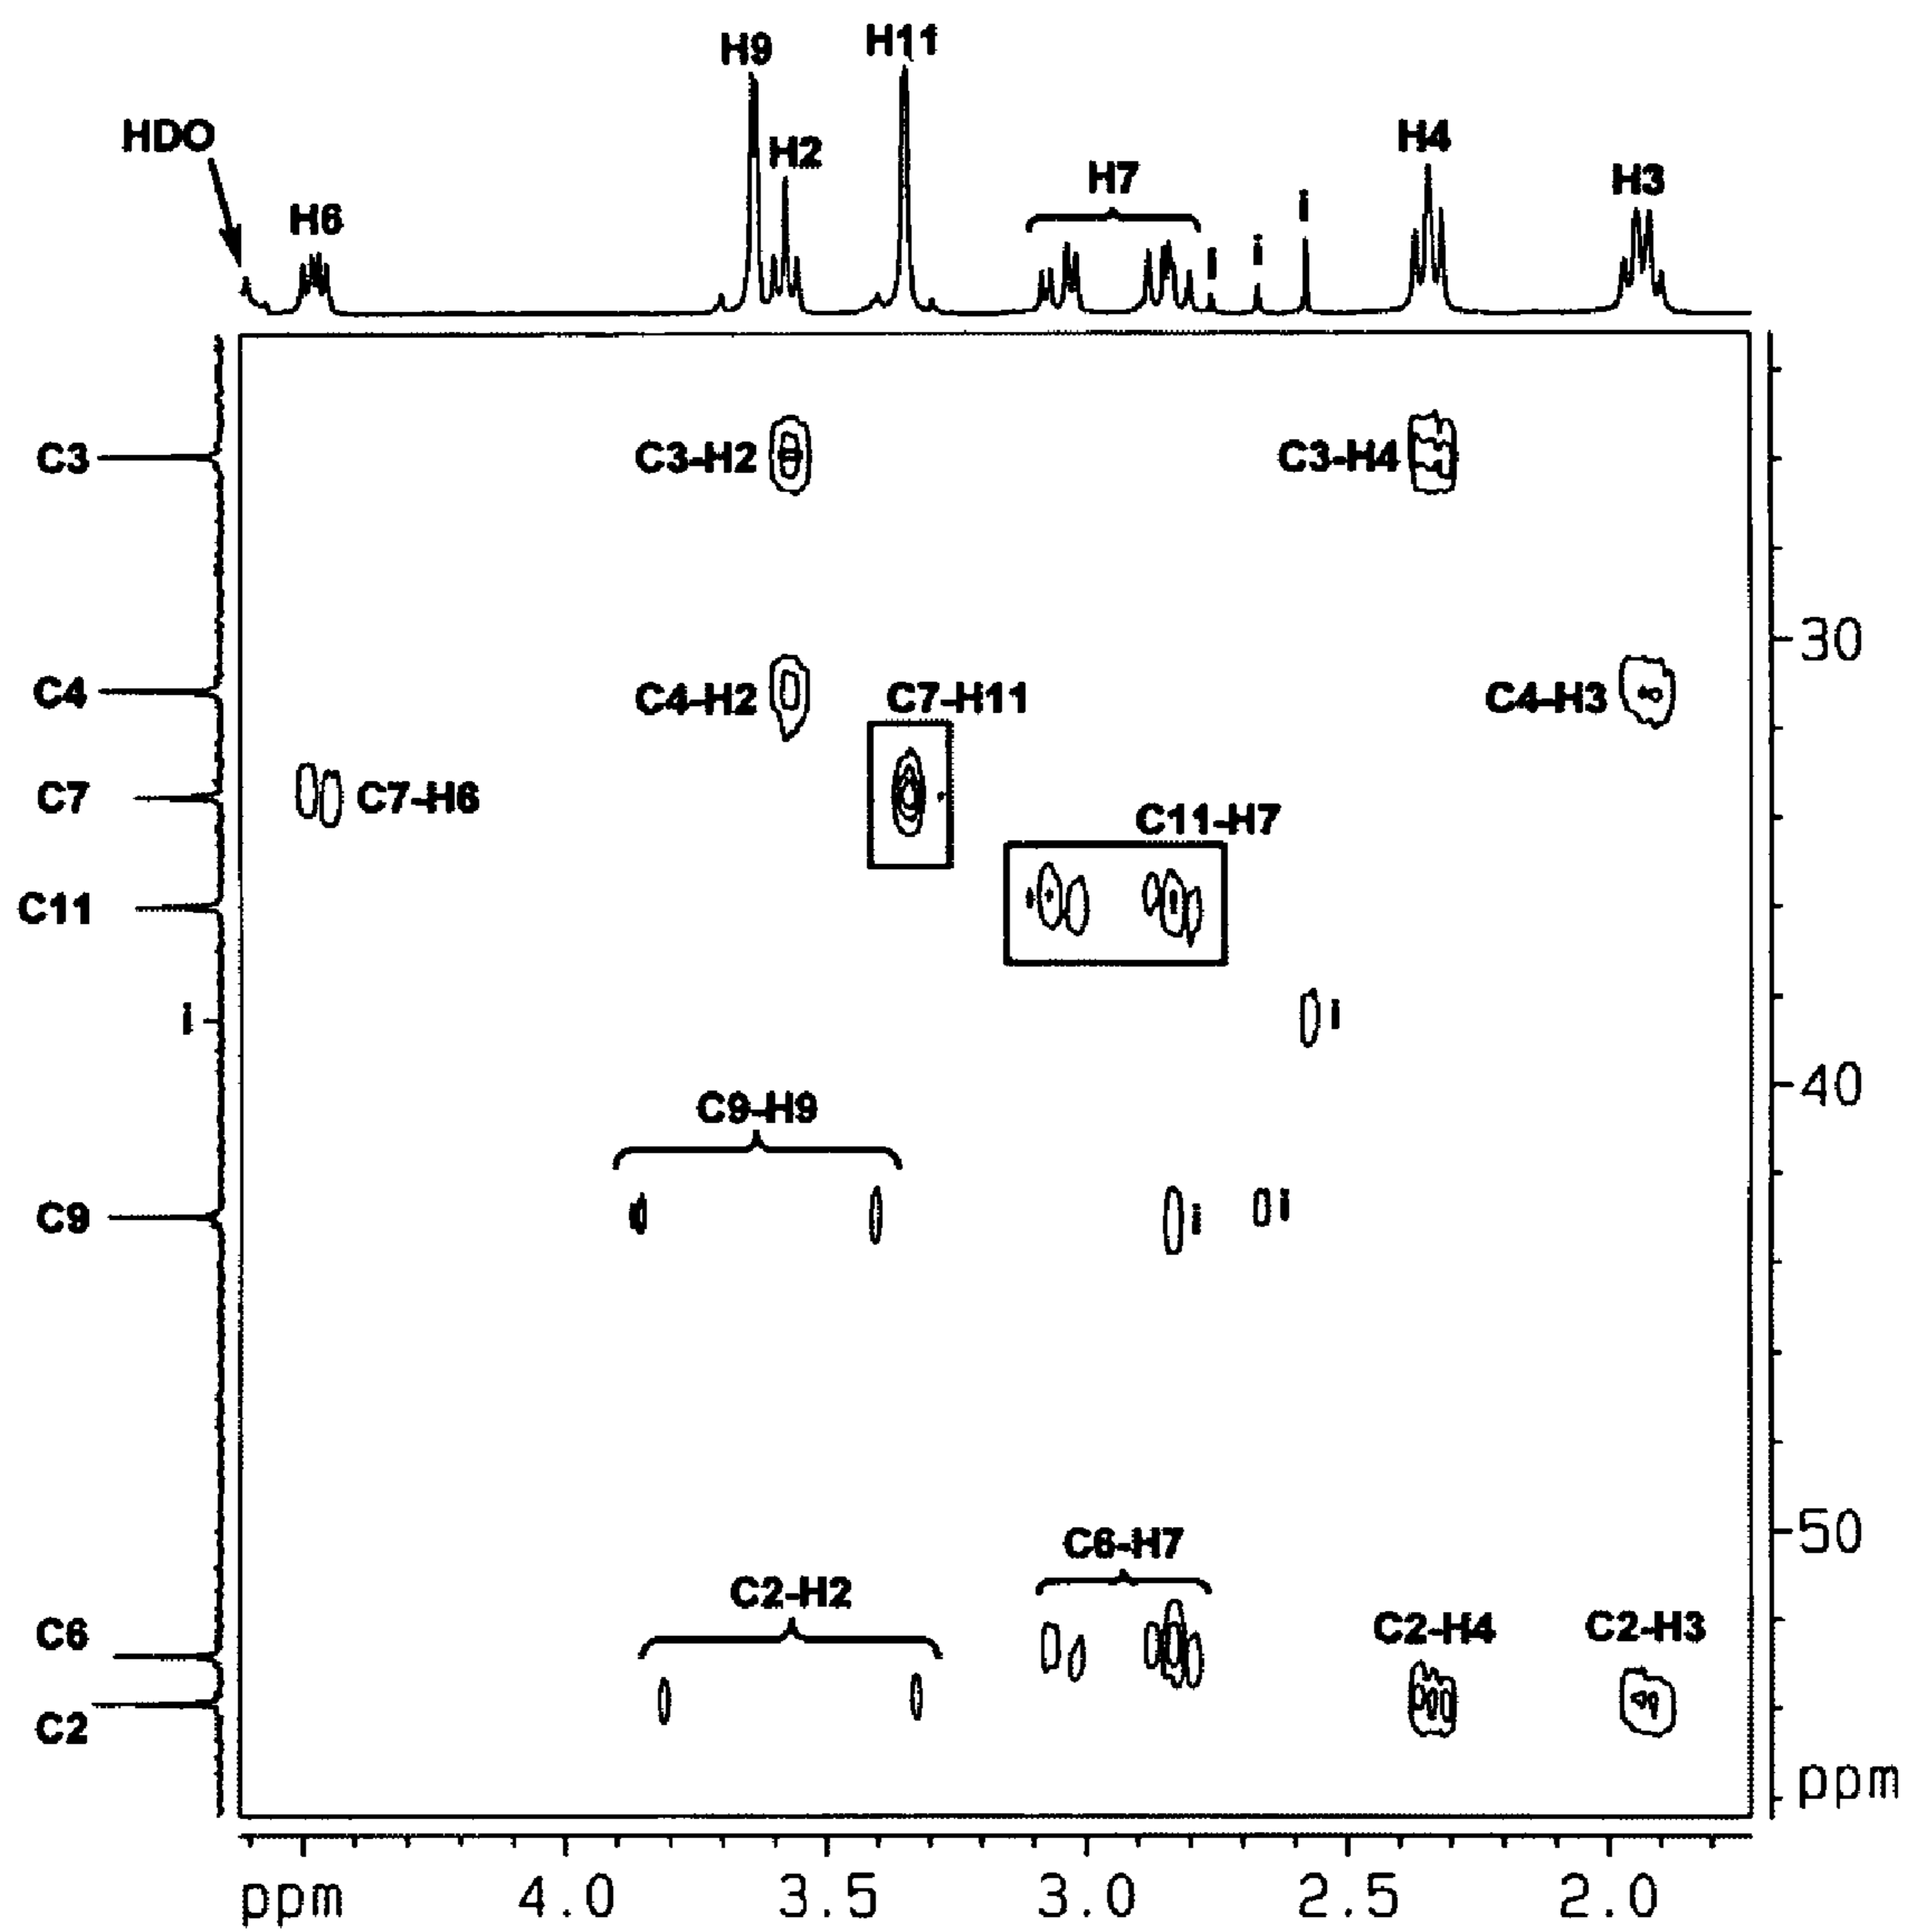 H9
H11
HDO
H2
H4
H7
H3
H6
i
i
i
C3
C3-H2
C3-H4
30
C4
C4-H2
C7-H11
C4-H3
C7
C7-H6
C11-H7
C11
i
i
40
C9-H9
C9
i
i
50
C6-H7
C2-H2
C6
C2-H4
C2-H3
C2
ppm
ppm
4.0
3.5
3.0
2.5
2.0